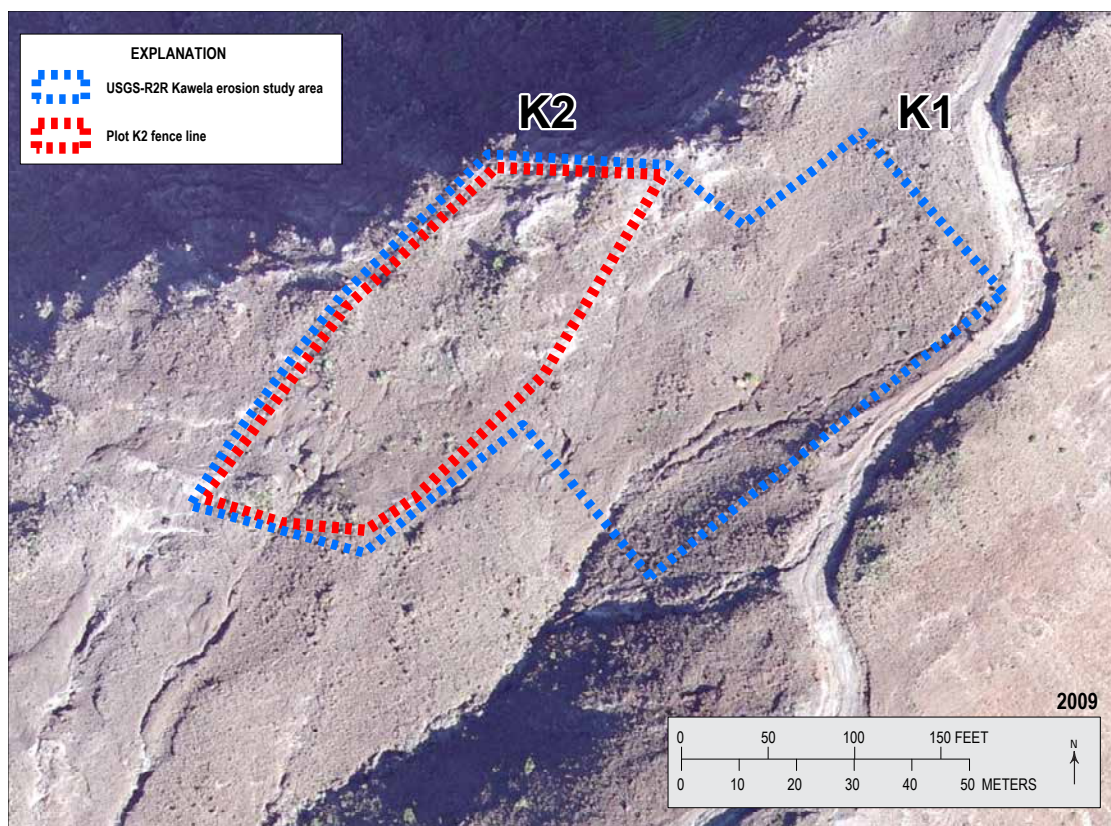 EXPLANATION
USGS-R2R Kawela erosion study area
Plot K2 fence line
K2
K1
2009
0 50 100 150 FEET
0 10 20 30 40 50 METERS
N